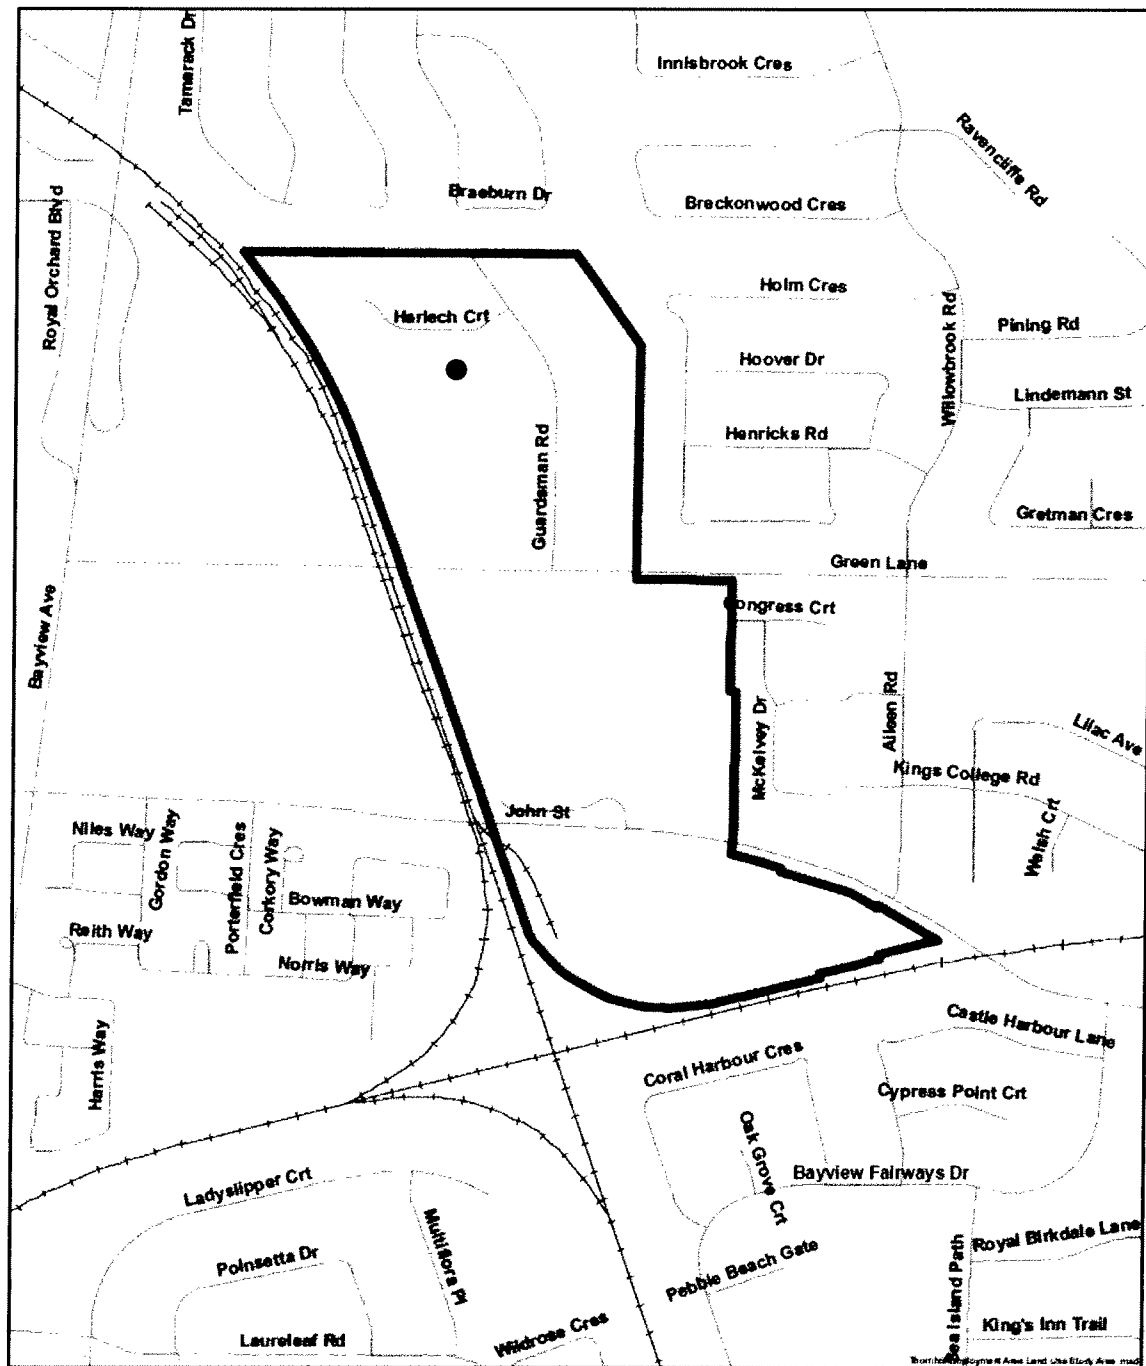 Tamarack Dr
Innisbrook Cres
Ravencliffe Rd
Braeburn Dr
Breckonwood Cres
Royal Orchard Blvd
Holm Cres
Harlech Crt
Willowbrook Rd
Pining Rd
Hoover Dr
Lindemann St
Henricks Rd
Guardsman Rd
Gretman Cres
Green Lane
Congress Crt
Bayview Ave
McKelvey Dr
Aileen Rd
Lilac Ave
Kings College Rd
John St
Niles Way
Gordon Way
Porterfield Cres
Corkory Way
Welsh Crt
Bowman Way
Reith Way
Norris Way
Castle Harbour Lane
Harris Way
Coral Harbour Cres
Cypress Point Crt
Oak Grove Crt
Bayview Fairways Dr
Ladyslipper Crt
Multiflora Pl
Royal Birkdale Lane
Poinsetta Dr
Pebble Beach Gate
Sea Island Path
Laureleaf Rd
Wildrose Cres
King's Inn Trail